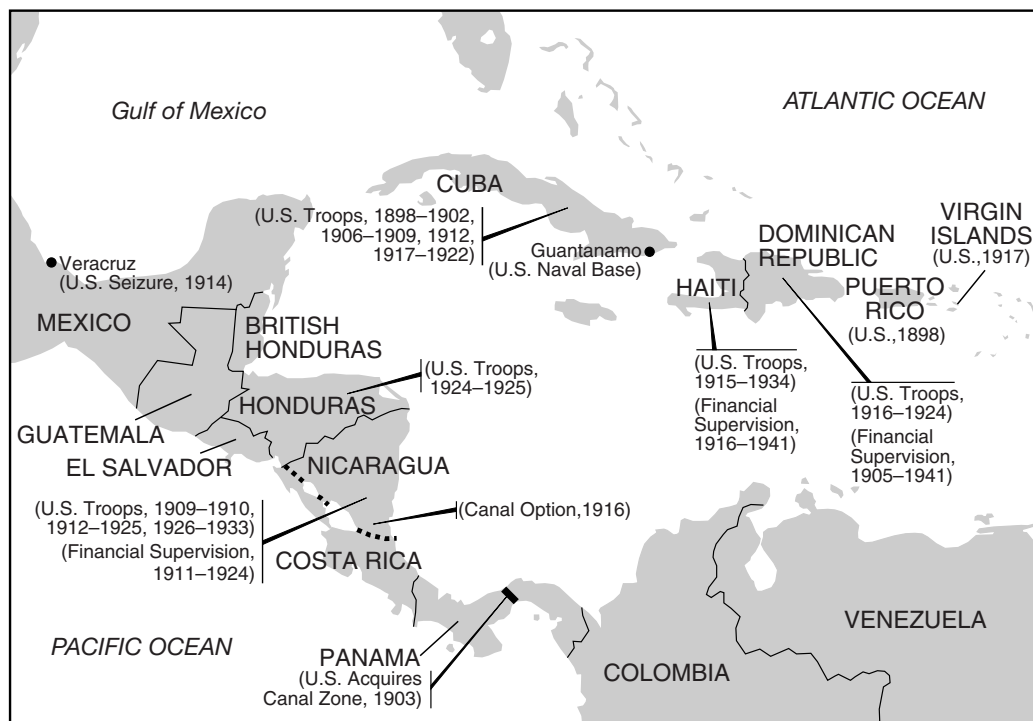 Gulf of Mexico
ATLANTIC OCEAN
CUBA
(U.S. Troops, 1898–1902,
1906–1909, 1912,
1917–1922)
Guantanamo
(U.S. Naval Base)
VIRGIN
ISLANDS
(U.S.,1917)
DOMINICAN
REPUBLIC
HAITI
PUERTO
RICO
(U.S.,1898)
Veracruz
(U.S. Seizure, 1914)
MEXICO
BRITISH
HONDURAS
(U.S. Troops,
1924–1925)
HONDURAS
(U.S. Troops,
1915–1934)
(Financial
Supervision,
1916–1941)
(U.S. Troops,
1916–1924)
(Financial
Supervision,
1905–1941)
GUATEMALA
EL SALVADOR
NICARAGUA
(U.S. Troops, 1909–1910,
1912–1925, 1926–1933)
(Financial Supervision,
1911–1924)
(Canal Option,1916)
COSTA RICA
PACIFIC OCEAN
PANAMA
(U.S. Acquires
Canal Zone, 1903)
COLOMBIA
VENEZUELA